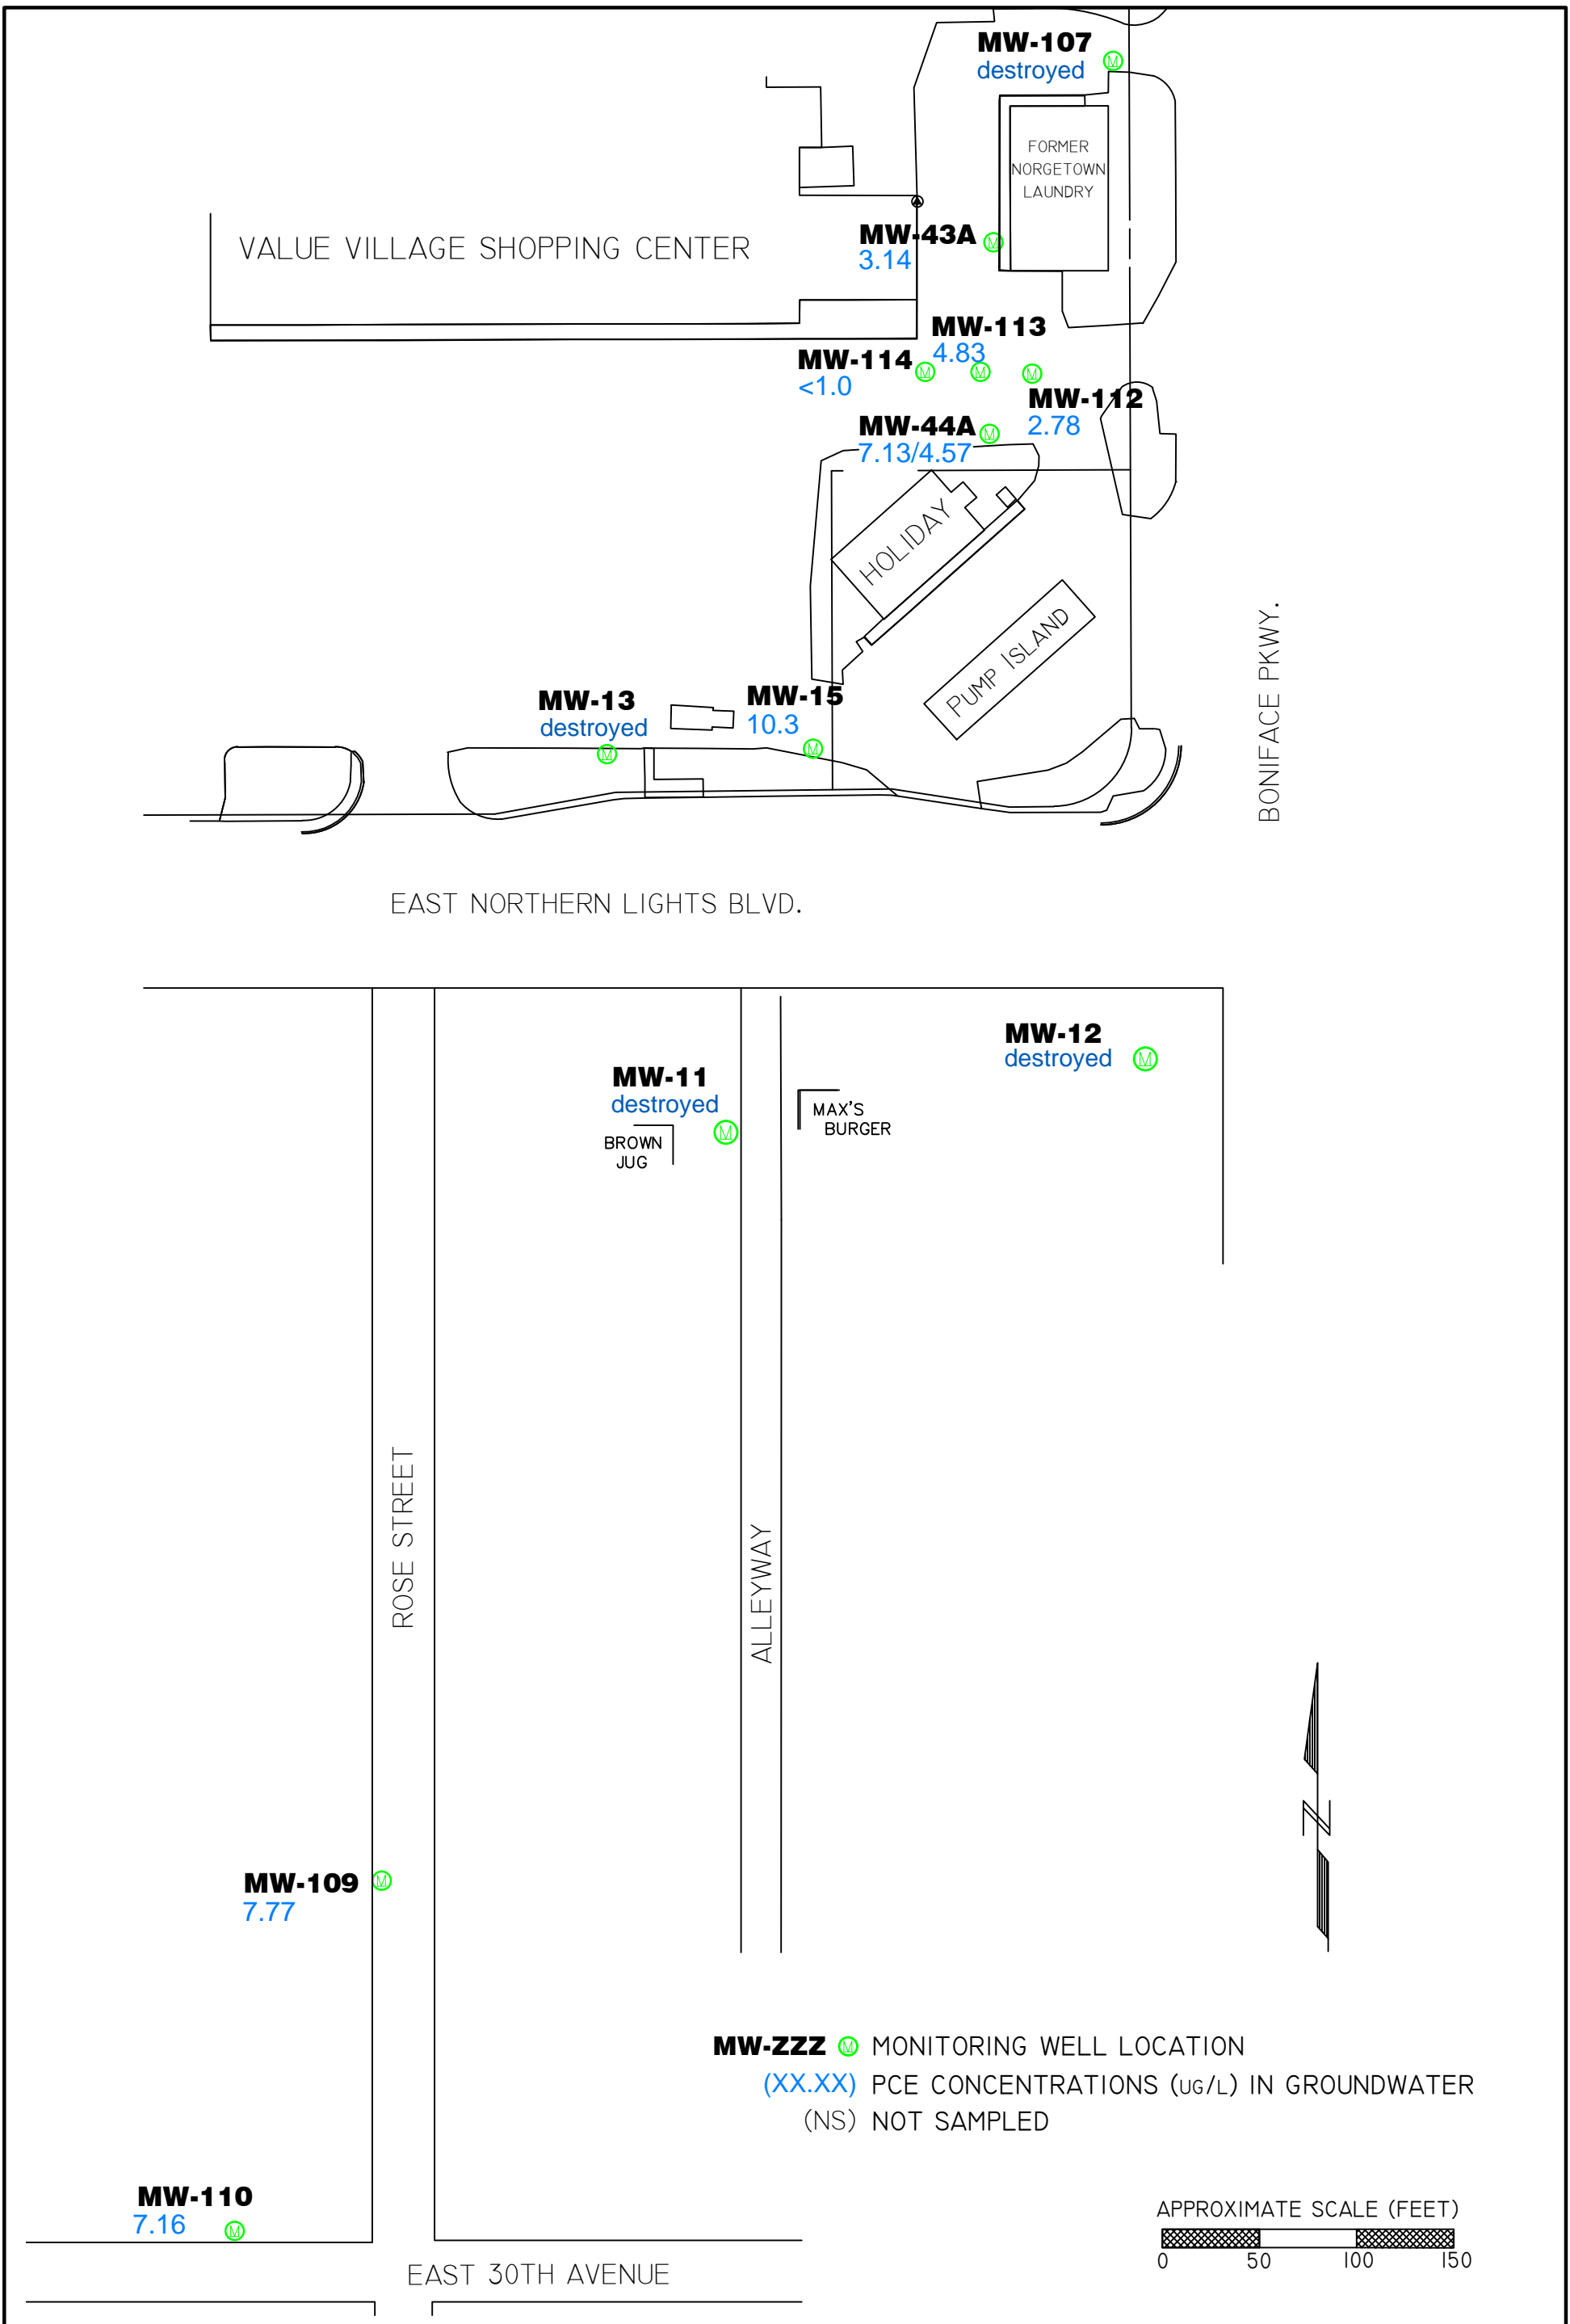 MW-107
destroyed
FORMER
NORGETOWN
LAUNDRY
MW-43A
3.14
VALUE VILLAGE SHOPPING CENTER
MW-113
4.83
MW-114
<1.0
MW-112
2.78
MW-44A
7.13/4.57
HOLIDAY
PUMP ISLAND
BONIFACE PKWY.
MW-13
destroyed
MW-15
10.3
EAST NORTHERN LIGHTS BLVD.
MW-12
destroyed
MW-11
destroyed
MAX'S
BURGER
BROWN
JUG
ROSE STREET
ALLEYWAY
N
MW-109
7.77
MW-ZZZ M MONITORING WELL LOCATION
(XX.XX) PCE CONCENTRATIONS (UG/L) IN GROUNDWATER
(NS) NOT SAMPLED
MW-110
7.16
APPROXIMATE SCALE (FEET)
0 50 100 150
EAST 30TH AVENUE